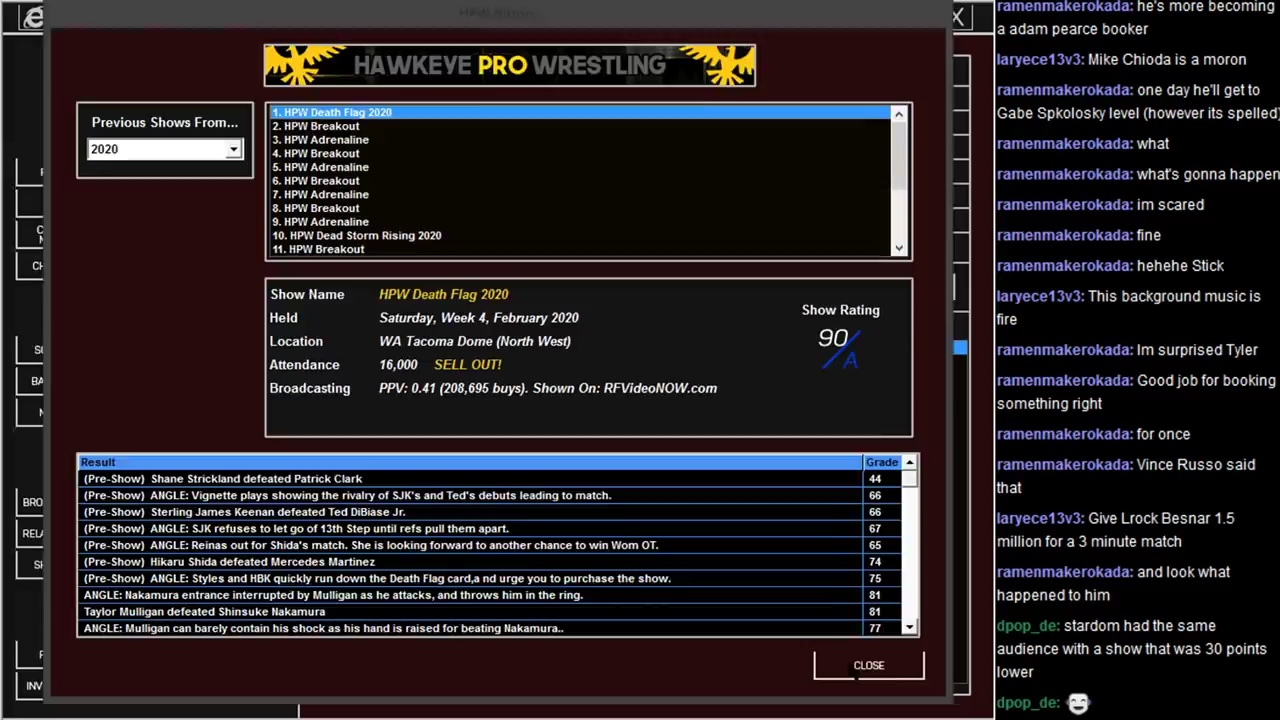 HAWKEYE PRO WRESTLING
X
Previous Shows From...
2020
1. HPW Death Flag 2020
2. HPW Breakout
3. HPW Adrenaline
4. HPW Breakout
5. HPW Adrenaline
6. HPW Breakout
7. HPW Adrenaline
8. HPW Breakout
9. HPW Adrenaline
10. HPW Dead Storm Rising 2020
11. HPW Breakout
Show Name HPW Death Flag 2020
Held Saturday, Week 4, February 2020
Location WA Tacoma Dome (North West)
Attendance 16,000 SELL OUT!
Broadcasting PPV: 0.41 (208,695 buys). Shown On: RFVideoNOW.com
Show Rating
90/A
Result Grade
(Pre-Show) Shane Strickland defeated Patrick Clark 44
(Pre-Show) ANGLE: Vignette plays showing the rivalry of SJK's and Ted's debuts leading to match. 66
(Pre-Show) Sterling James Keenan defeated Ted DiBiase Jr. 66
(Pre-Show) ANGLE: SJK refuses to let go of 13th Step until refs pull them apart. 67
(Pre-Show) ANGLE: Reinas out for Shida's match. She is looking forward to another chance to win Wom OT. 65
(Pre-Show) Hikaru Shida defeated Mercedes Martinez 74
(Pre-Show) ANGLE: Styles and HBK quickly run down the Death Flag card,a nd urge you to purchase the show. 75
ANGLE: Nakamura entrance interrupted by Mulligan as he attacks, and throws him in the ring. 81
Taylor Mulligan defeated Shinsuke Nakamura 81
ANGLE: Mulligan can barely contain his shock as his hand is raised for beating Nakamura.. 77
CLOSE
CH
SU
BA
M
BRO
RELA
SH
INV
ramenmakerokada: he's more becoming
a adam pearce booker
laryece13v3: Mike Chioda is a moron
ramenmakerokada: one day he'll get to
Gabe Spkolosky level (however its spelled)
ramenmakerokada: what
ramenmakerokada: what's gonna happen
ramenmakerokada: im scared
ramenmakerokada: fine
ramenmakerokada: hehehe Stick
laryece13v3: This background music is
fire
ramenmakerokada: Im surprised Tyler
ramenmakerokada: Good job for booking
something right
ramenmakerokada: for once
ramenmakerokada: Vince Russo said
that
laryece13v3: Give Lrock Besnar 1.5
million for a 3 minute match
ramenmakerokada: and look what
happened to him
dpop_de: stardom had the same
audience with a show that was 30 points
lower
dpop_de: